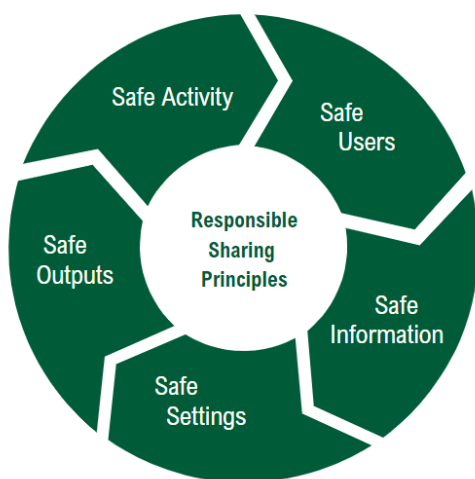 Safe Activity
Safe
Users
Responsible
Sharing
Principles
Safe
Outputs
Safe
Information
Safe
Settings